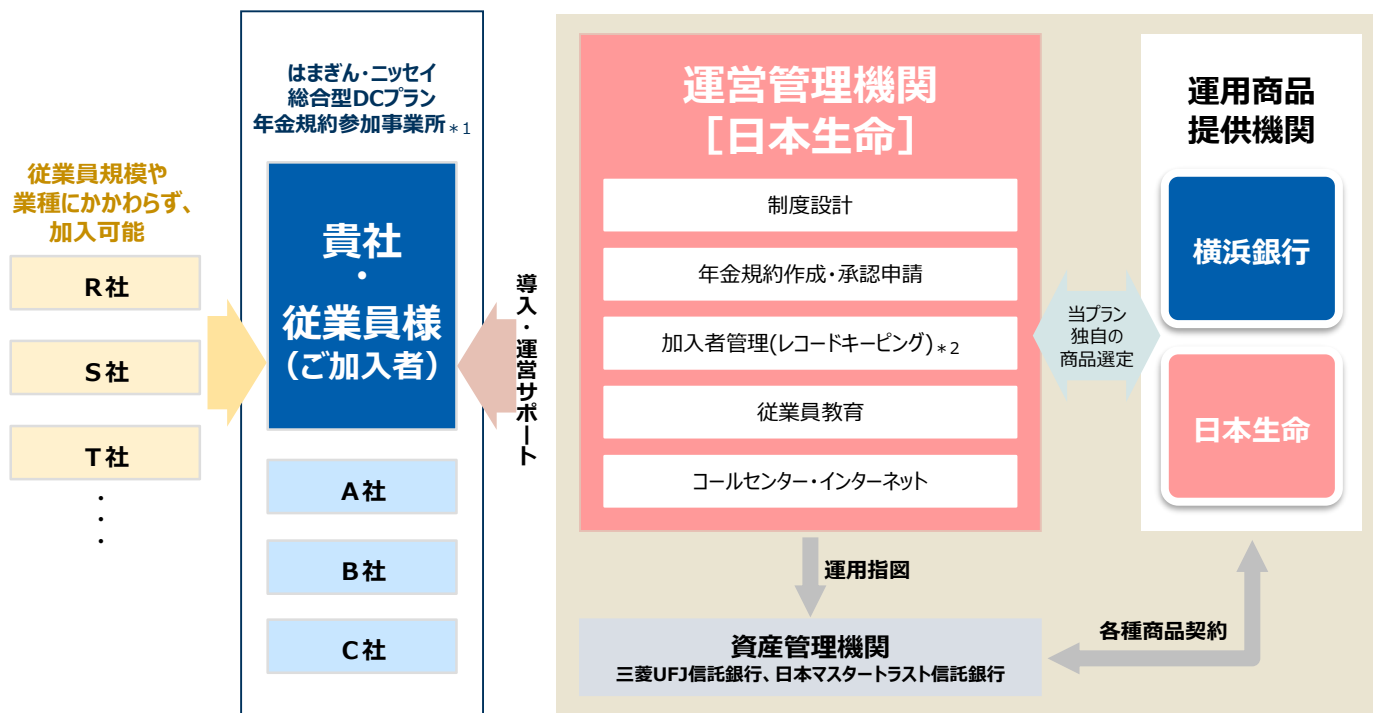 はまぎん・ニッセイ
総合型DCプラン
年金規約参加事業所＊1
従業員規模や
業種にかかわらず、
加入可能
R社
S社
T社
・
・
・
貴社
・
従業員様
（ご加入者）
A社
B社
C社
導入・運営サポート
運営管理機関
［日本生命］
制度設計
年金規約作成・承認申請
加入者管理(レコードキーピング)＊2
従業員教育
コールセンター・インターネット
当プラン
独自の
商品選定
運用商品
提供機関
横浜銀行
日本生命
運用指図
各種商品契約
資産管理機関
三菱UFJ信託銀行、日本マスタートラスト信託銀行